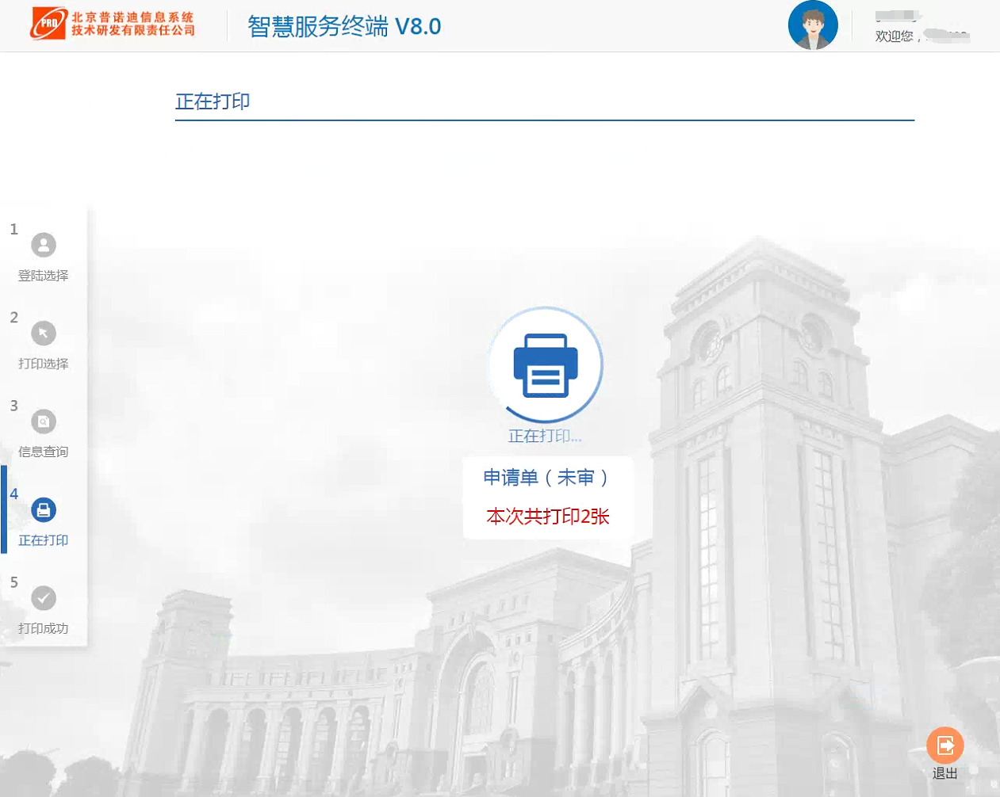 PRD
北京普诺迪信息系统
技术研发有限责任公司
智慧服务终端 V8.0
欢迎您，
正在打印
1
登陆选择
2
打印选择
3
信息查询
4
正在打印
5
打印成功
正在打印...
申请单（未审）
本次共打印2张
退出